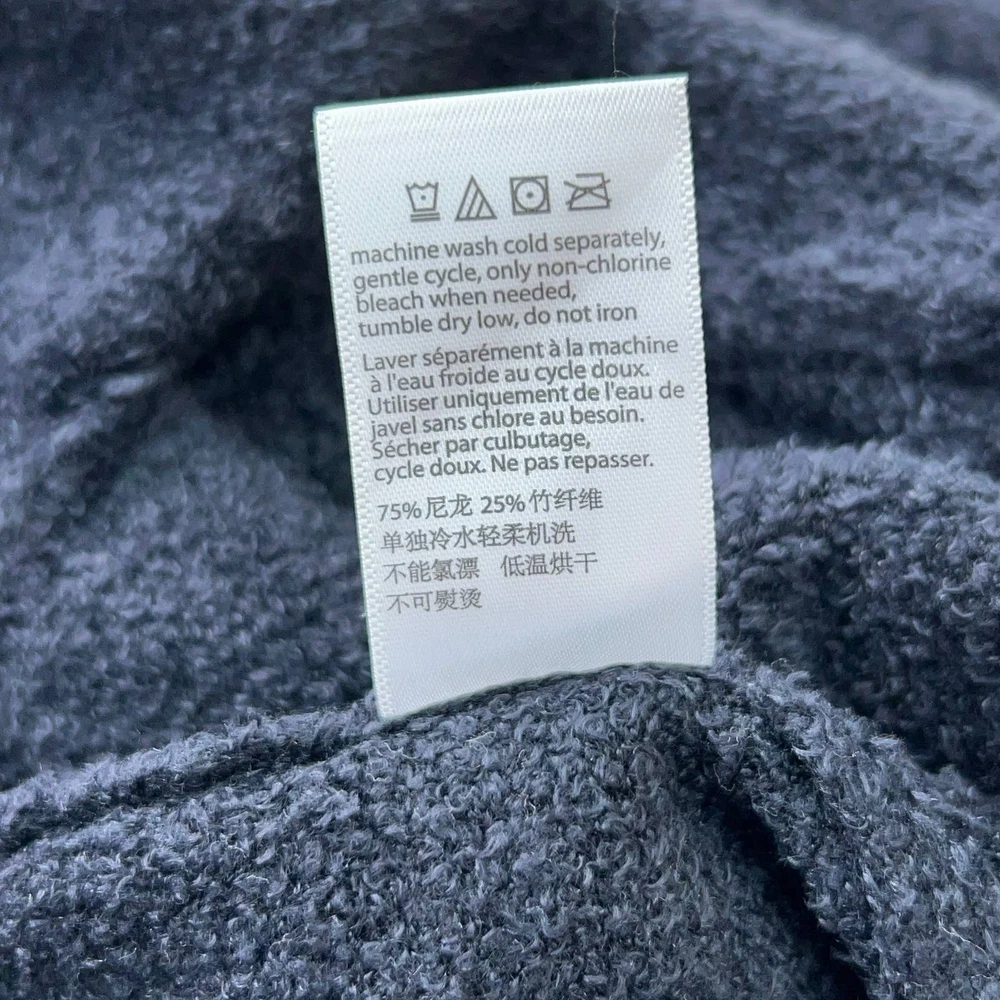 machine wash cold separately,
gentle cycle, only non-chlorine
bleach when needed,
tumble dry low, do not iron
Laver séparément à la machine
à l'eau froide au cycle doux.
Utiliser uniquement de l'eau de
javel sans chlore au besoin.
Sécher par culbutage,
cycle doux. Ne pas repasser.
75%尼龙 25%竹纤维
单独冷水轻柔机洗
不能氯漂 低温烘干
不可熨烫